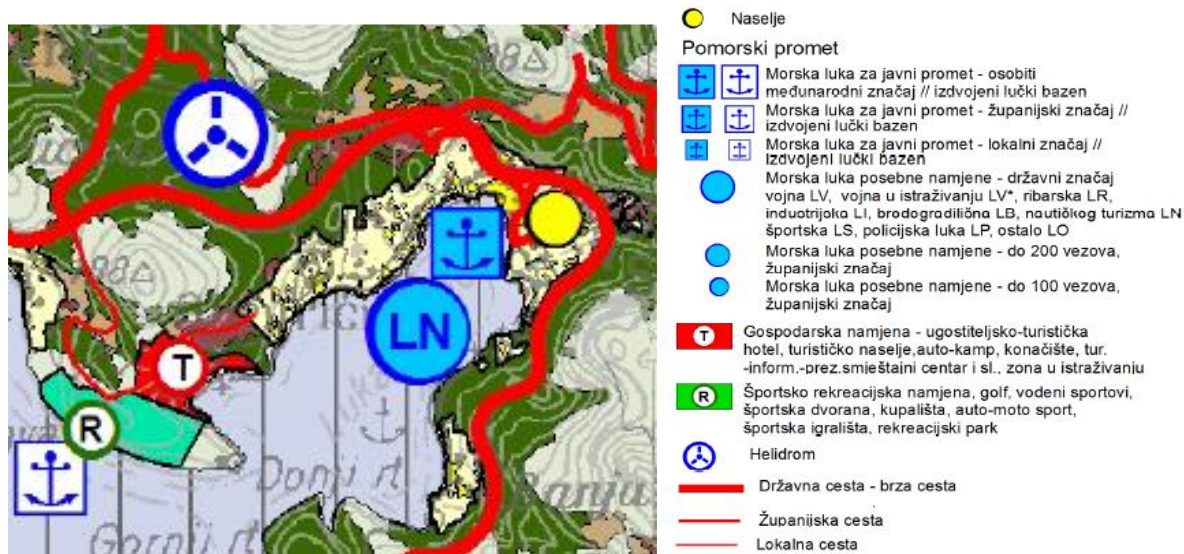 98△
LN
T
R
Donji rt
Gornji rt
Banja
Naselje
Pomorski promet
Morska luka za javni promet - osobiti
međunarodni značaj // izdvojeni lučki bazen
Morska luka za javni promet - županijski značaj //
izdvojeni lučki bazen
Morska luka za javni promet - lokalni značaj //
izdvojeni lučki bazen
Morska luka posebne namjene - državni značaj
vojna LV, vojna u istraživanju LV*, ribarska LR,
industrijska LI, brodogradilišna LB, nautičkog turizma LN
športska LS, policijska luka LP, ostalo LO
Morska luka posebne namjene - do 200 vezova,
županijski značaj
Morska luka posebne namjene - do 100 vezova,
županijski značaj
T
Gospodarska namjena - ugostiteljsko-turistička
hotel, turističko naselje,auto-kamp, konačište, tur.
-inform.-prez.smještajni centar i sl., zona u istraživanju
R
Športsko rekreacijska namjena, golf, vodeni sportovi,
športska dvorana, kupališta, auto-moto sport,
športska igrališta, rekreacijski park
Helidrom
Državna cesta - brza cesta
Županijska cesta
Lokalna cesta